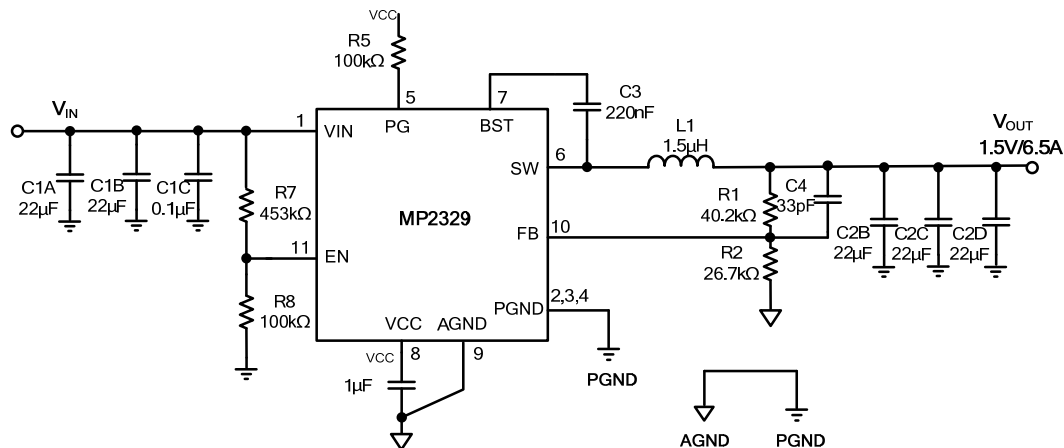 VCC
R5
100kΩ
5
7
C3
220nF
VIN
1
VIN
PG
BST
L1
1.5μH
VOUT
1.5V/6.5A
6
SW
C1A
22μF
C1B
22μF
C1C
0.1μF
R7
453kΩ
MP2329
R1
40.2kΩ
C4
33pF
FB
10
11
EN
R2
26.7kΩ
C2B
22μF
C2C
22μF
C2D
22μF
R8
100kΩ
PGND
2,3,4
VCC
AGND
VCC
8
9
1μF
PGND
AGND
PGND